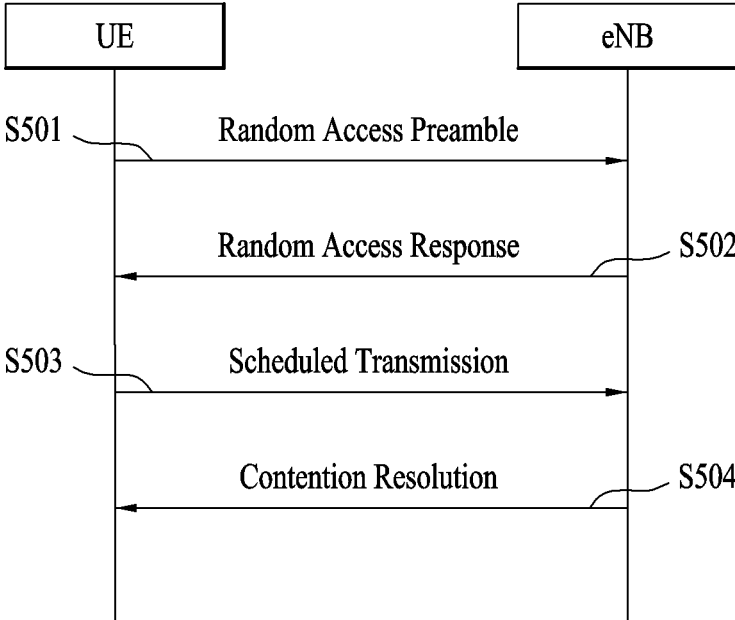 UE
eNB
S501
Random Access Preamble
Random Access Response
S502
S503
Scheduled Transmission
Contention Resolution
S504